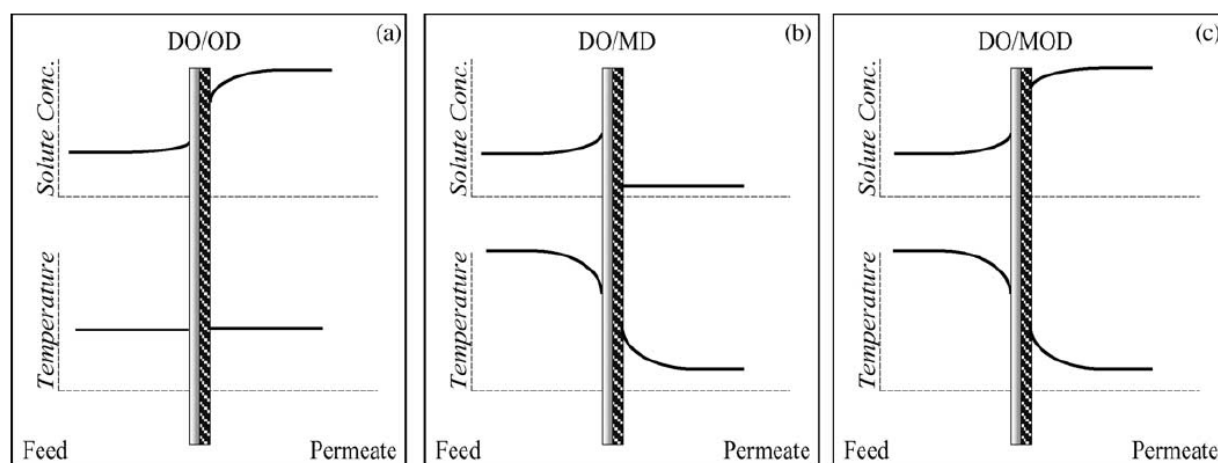 DO/OD
(a)
Solute Conc.
Temperature
Feed
Permeate
DO/MD
(b)
Solute Conc.
Temperature
Feed
Permeate
DO/MOD
(c)
Solute Conc.
Temperature
Feed
Permeate